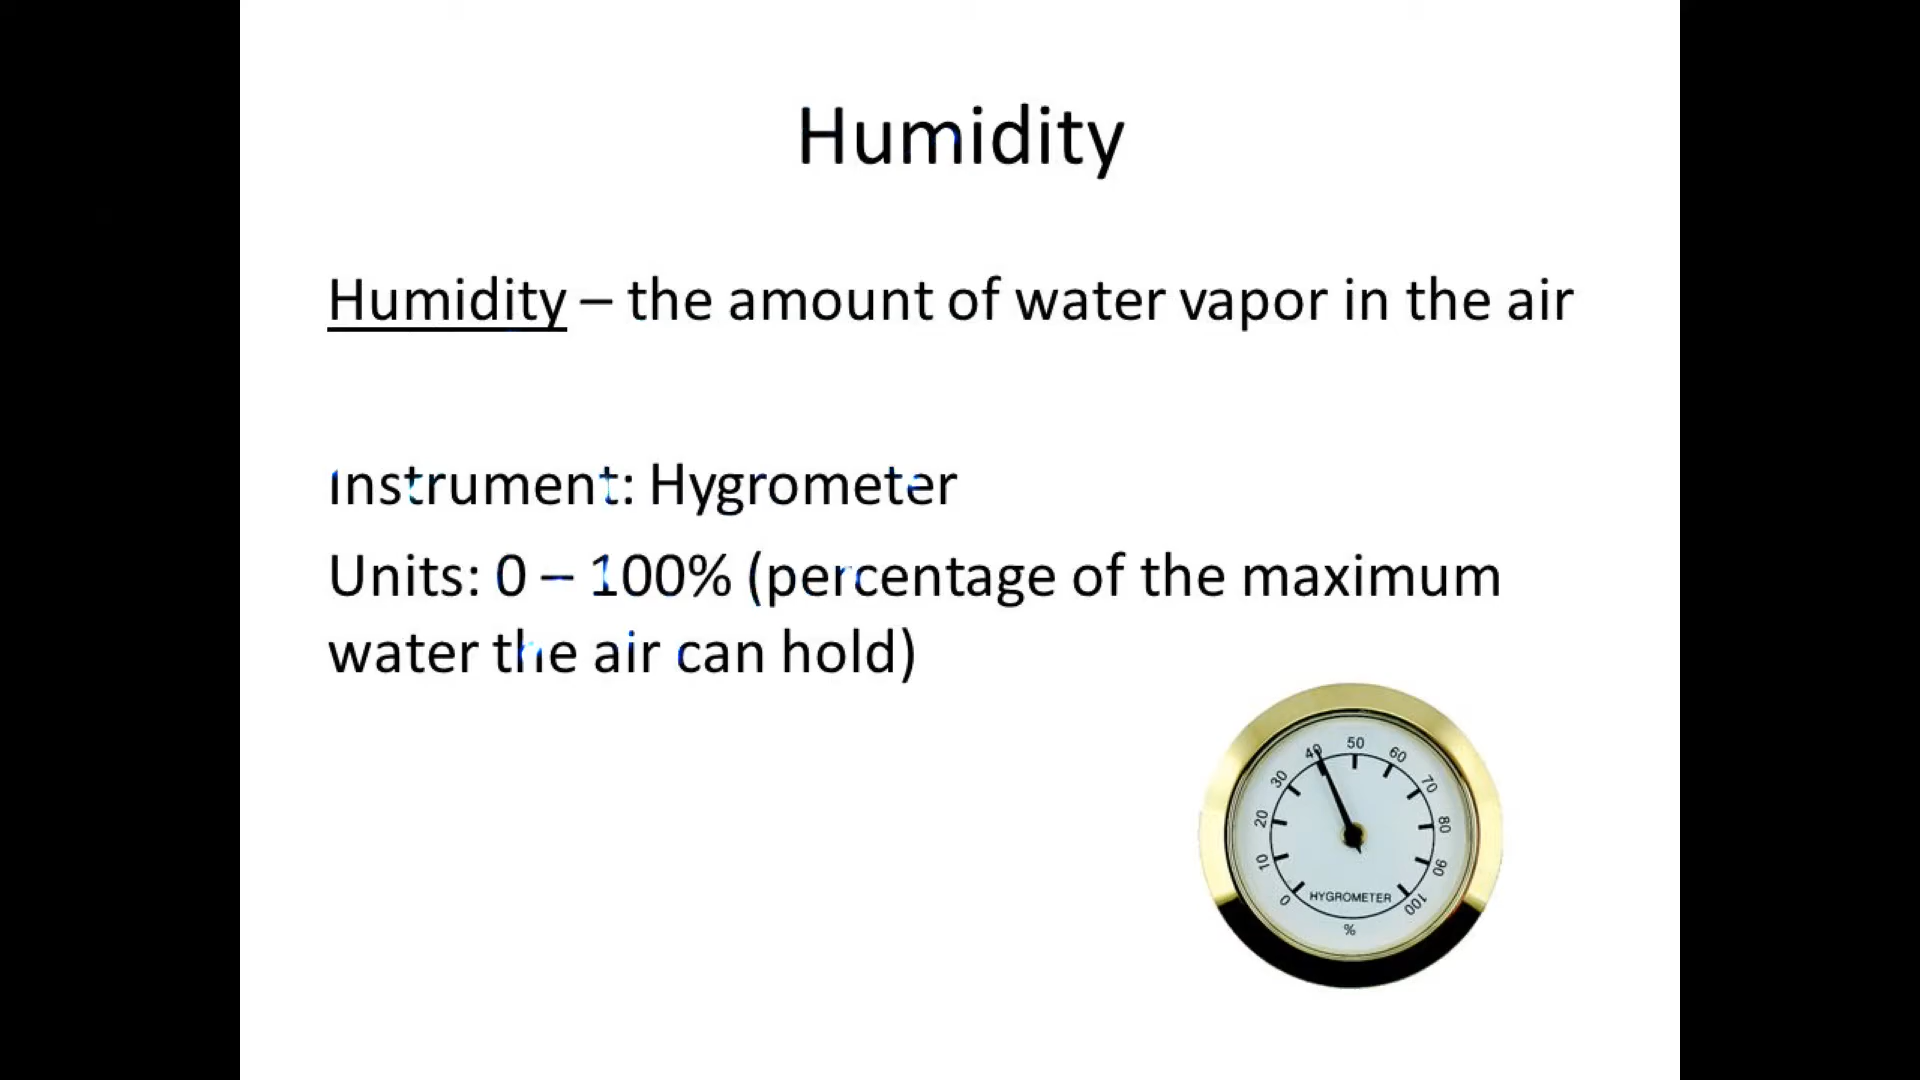 Humidity
Humidity – the amount of water vapor in the air
Instrument: Hygrometer
Units: 0 – 100% (percentage of the maximum
water the air can hold)
0
10
20
30
40
50
60
70
80
90
100
HYGROMETER
%